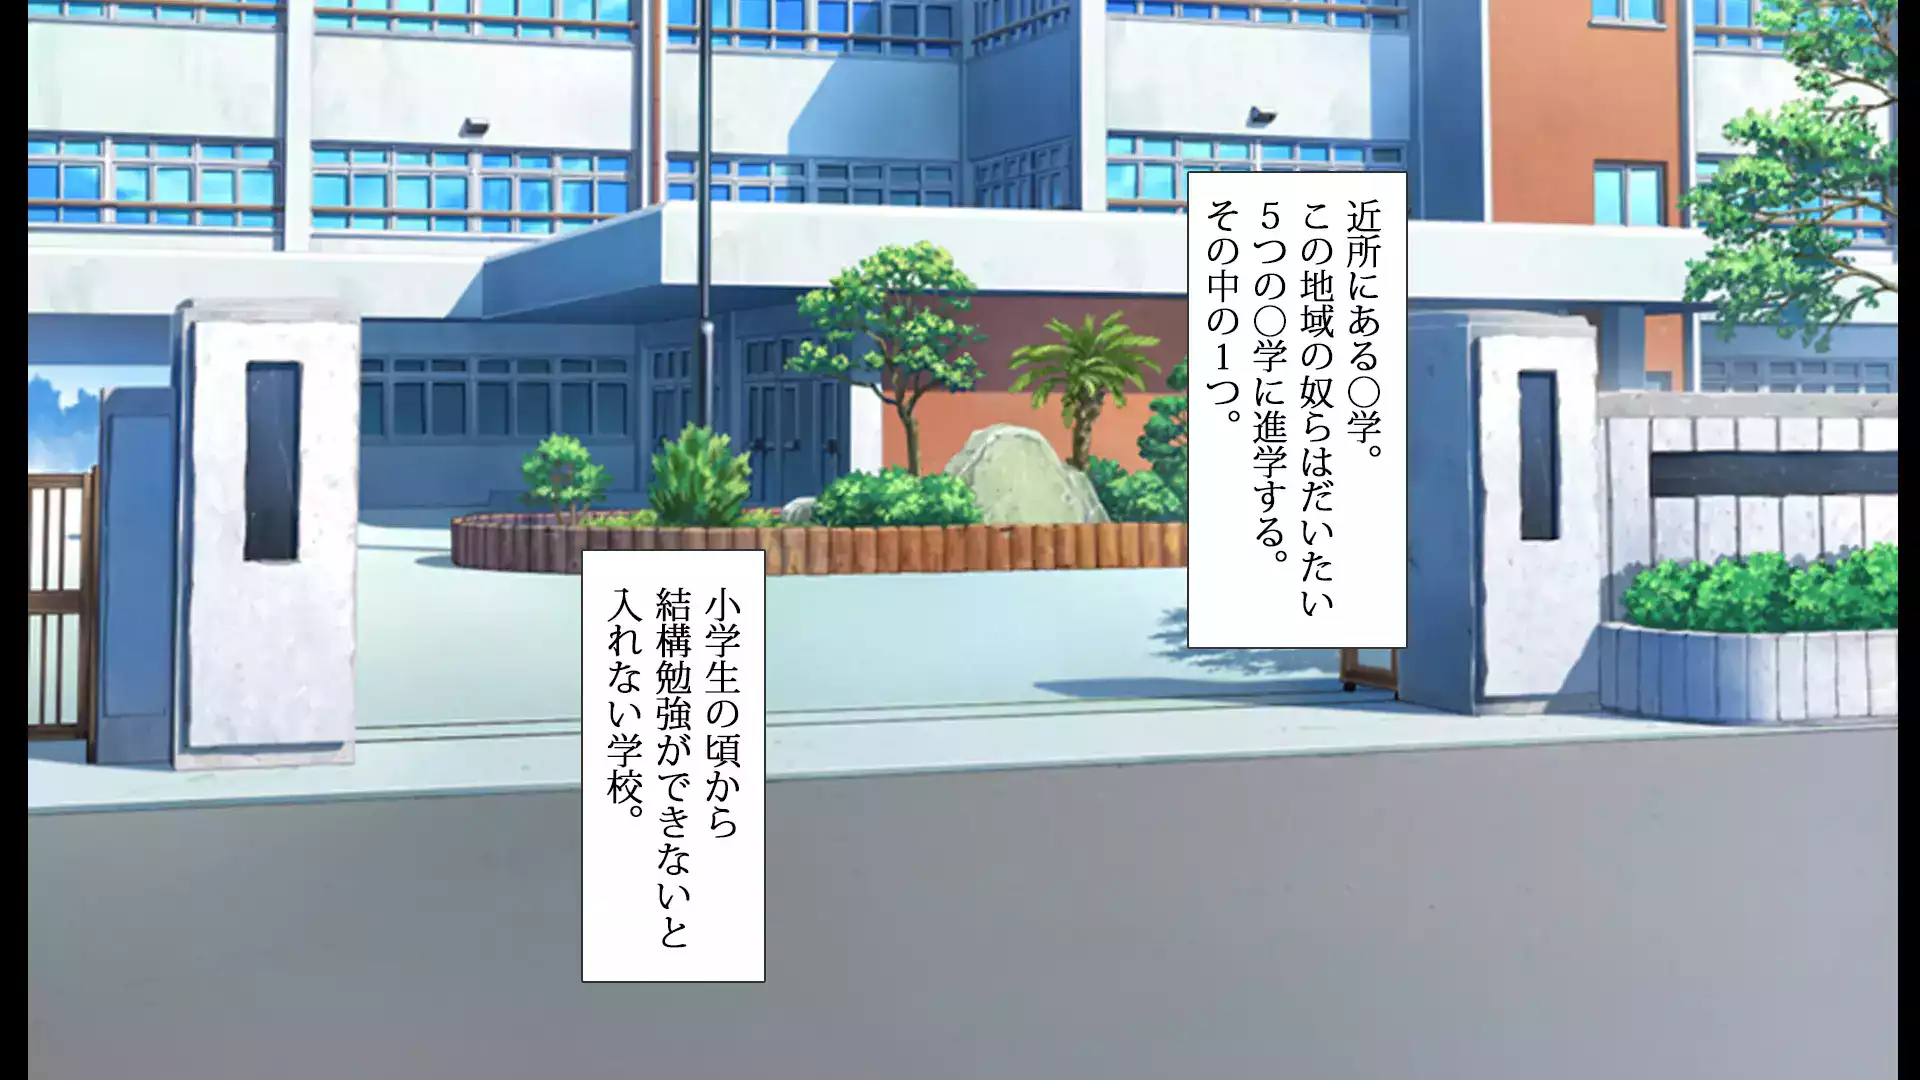 近所にある〇学。
この地域の奴らはだいたい
５つの〇学に進学する。
その中の１つ。
小学生の頃から
結構勉強ができないと
入れない学校。